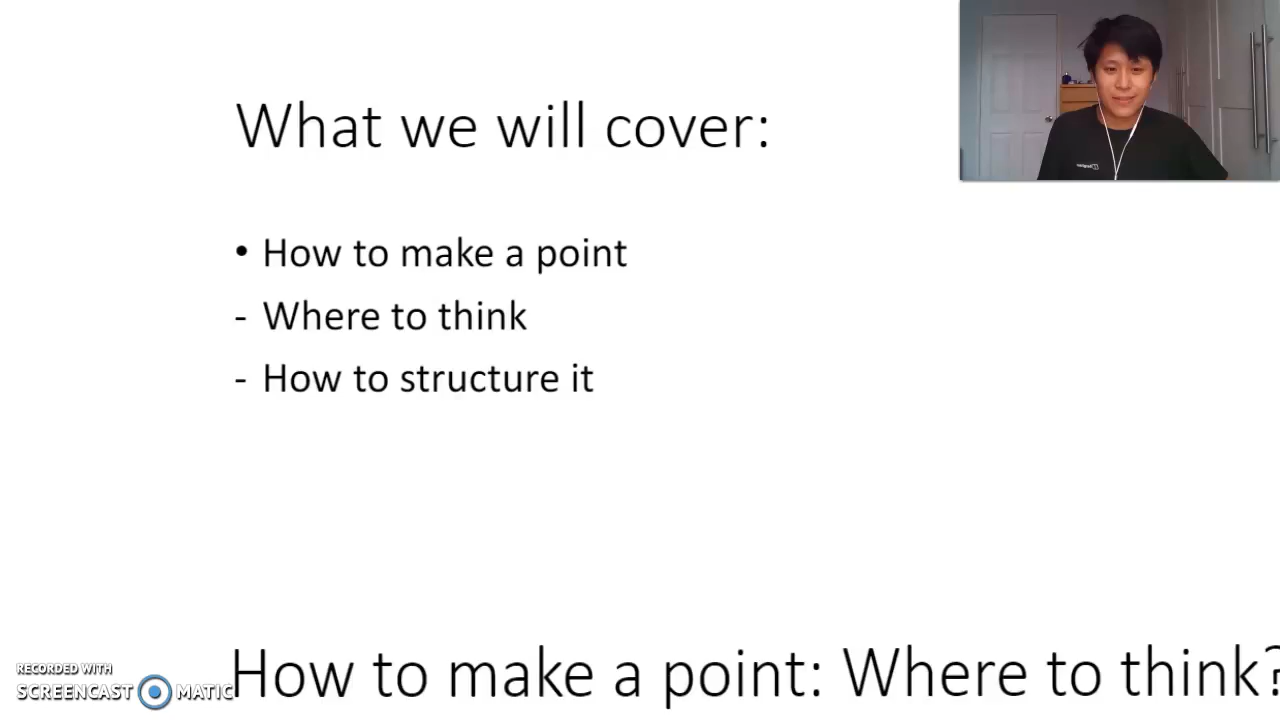 What we will cover:
• How to make a point
- Where to think
- How to structure it
How to make a point: Where to think?
RECORDED WITH
SCREENCAST MATIC